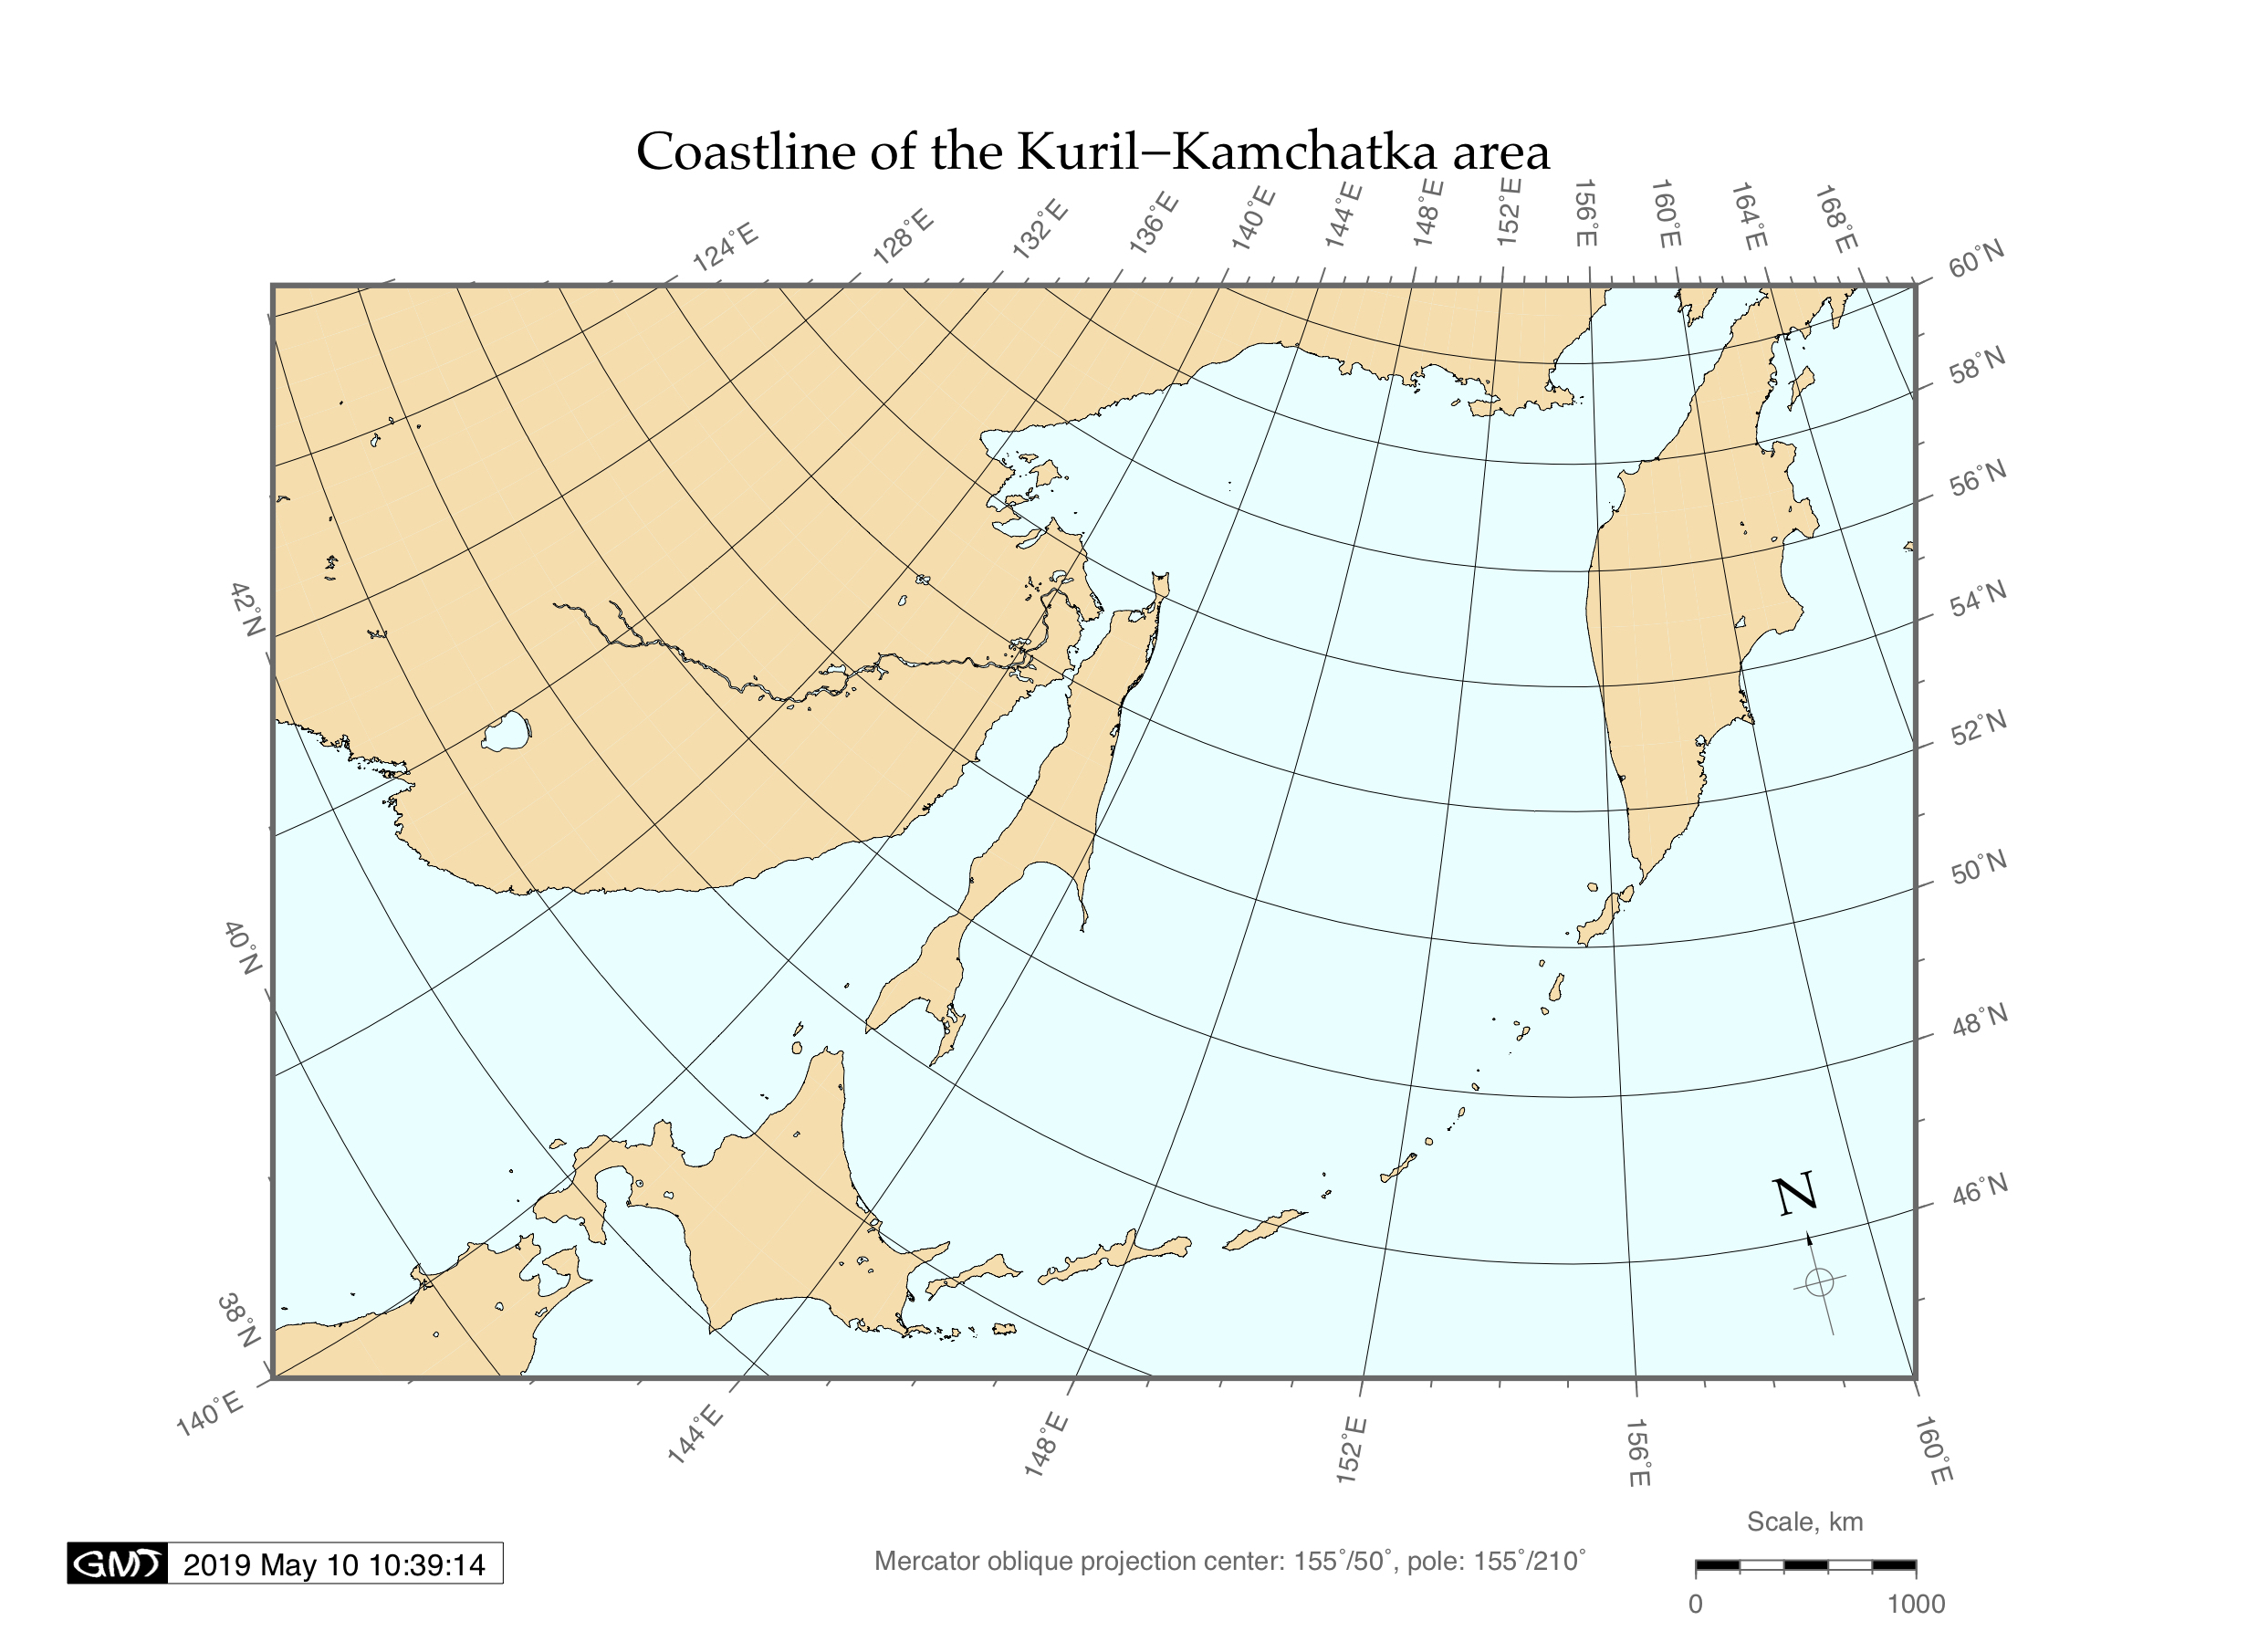 Coastline of the Kuril−Kamchatka area
124˚E
128˚E
132˚E
136˚E
140˚E
144˚E
148˚E
152˚E
156˚E
160˚E
164˚E
168˚E
60˚N
58˚N
56˚N
54˚N
52˚N
50˚N
48˚N
46˚N
42˚N
40˚N
38˚N
N
140˚E
144˚E
148˚E
152˚E
156˚E
160˚E
Scale, km
GMT 2019 May 10 10:39:14
Mercator oblique projection center: 155˚/50˚, pole: 155˚/210˚
0 1000